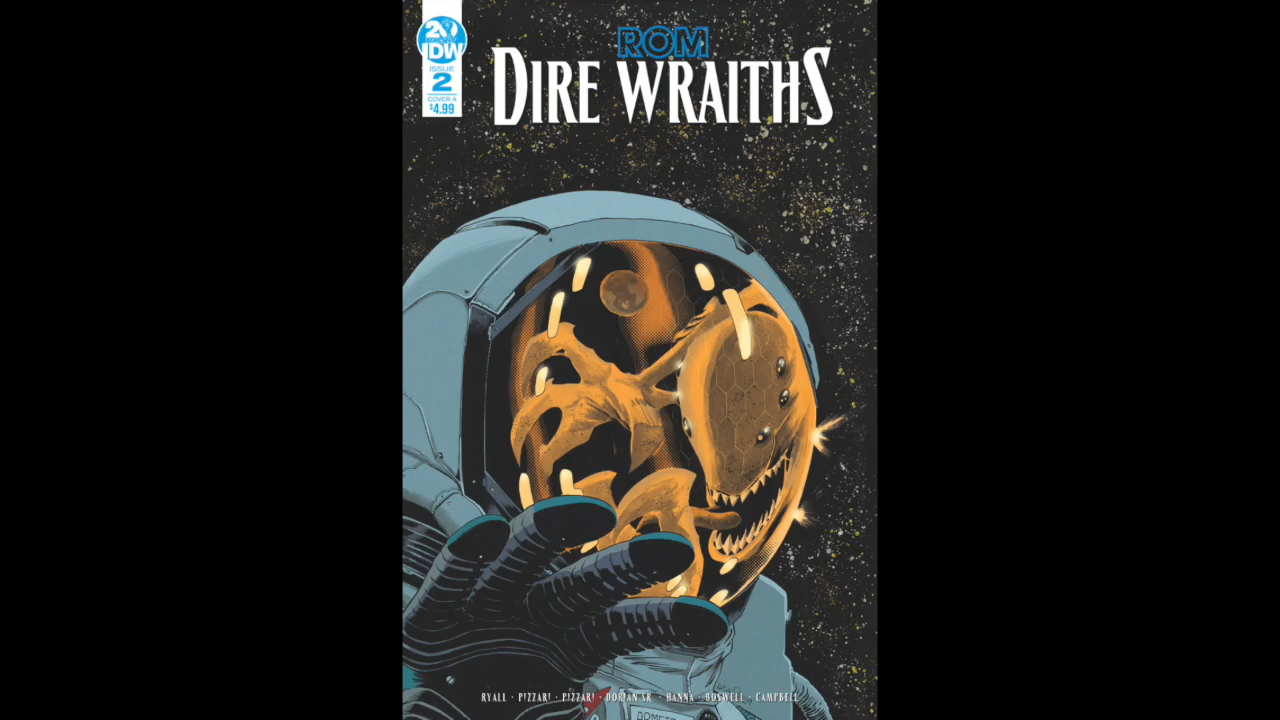 20
IDW
ISSUE
2
COVER A
$4.99
ROM
DIRE WRAITHS
RYALL · PIZZARI · PIZZARI · DORIAN SR. · HANNA · BOSWELL · CAMPBELL